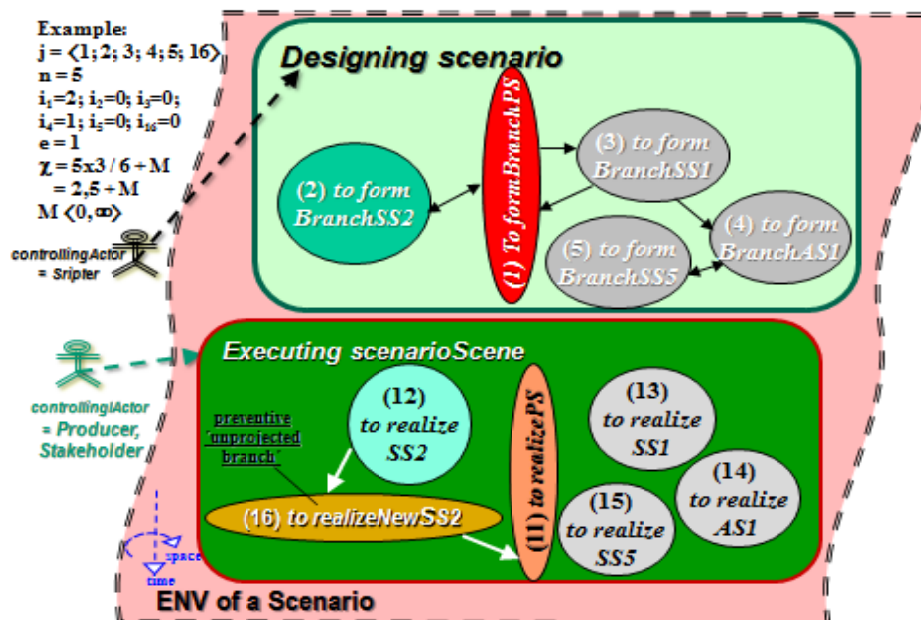 Example:
j = ⟨1; 2; 3; 4; 5; 16⟩
n = 5
i₁=2; i₂=0; i₃=0;
i₄=1; i₅=0; i₁₆=0
e = 1
χ = 5x3 / 6 + M
= 2,5 + M
M ⟨0,∞⟩
controllingActor
= Sripter
Designing scenario
(1) To formBranchPS
(2) to form
BranchSS2
(3) to form
BranchSS1
(4) to form
BranchAS1
(5) to form
BranchSS5
controllinglActor
= Producer,
Stakeholder
Executing scenarioScene
preventive
'unprojected
branch'
(12)
to realize
SS2
(16) to realizeNewSS2
(11) to realizePS
(13)
to realize
SS1
(14)
to realize
AS1
(15)
to realize
SS5
space
time
ENV of a Scenario